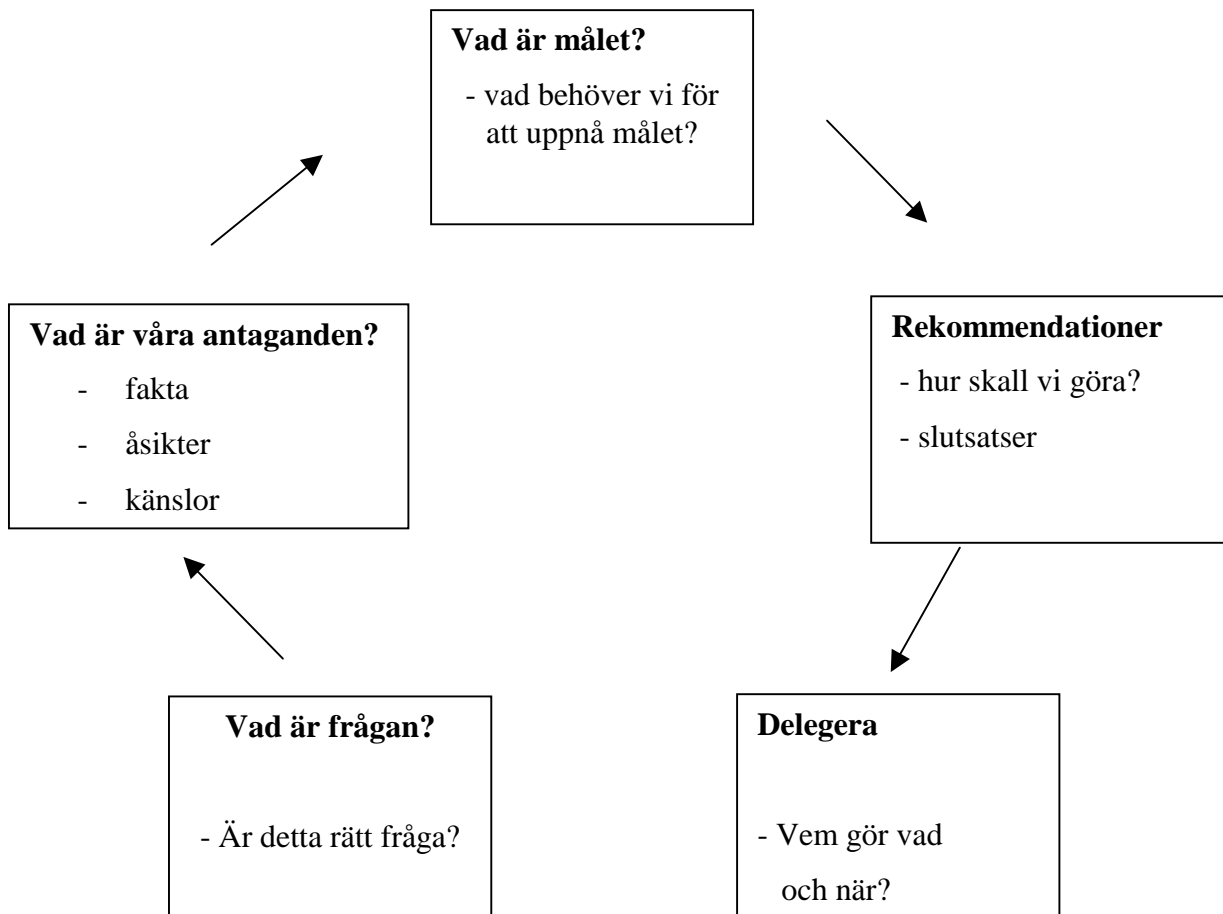 Vad är målet?
- vad behöver vi för
att uppnå målet?
Vad är våra antaganden?
- fakta
- åsikter
- känslor
Rekommendationer
- hur skall vi göra?
- slutsatser
Vad är frågan?
- Är detta rätt fråga?
Delegera
- Vem gör vad
och när?